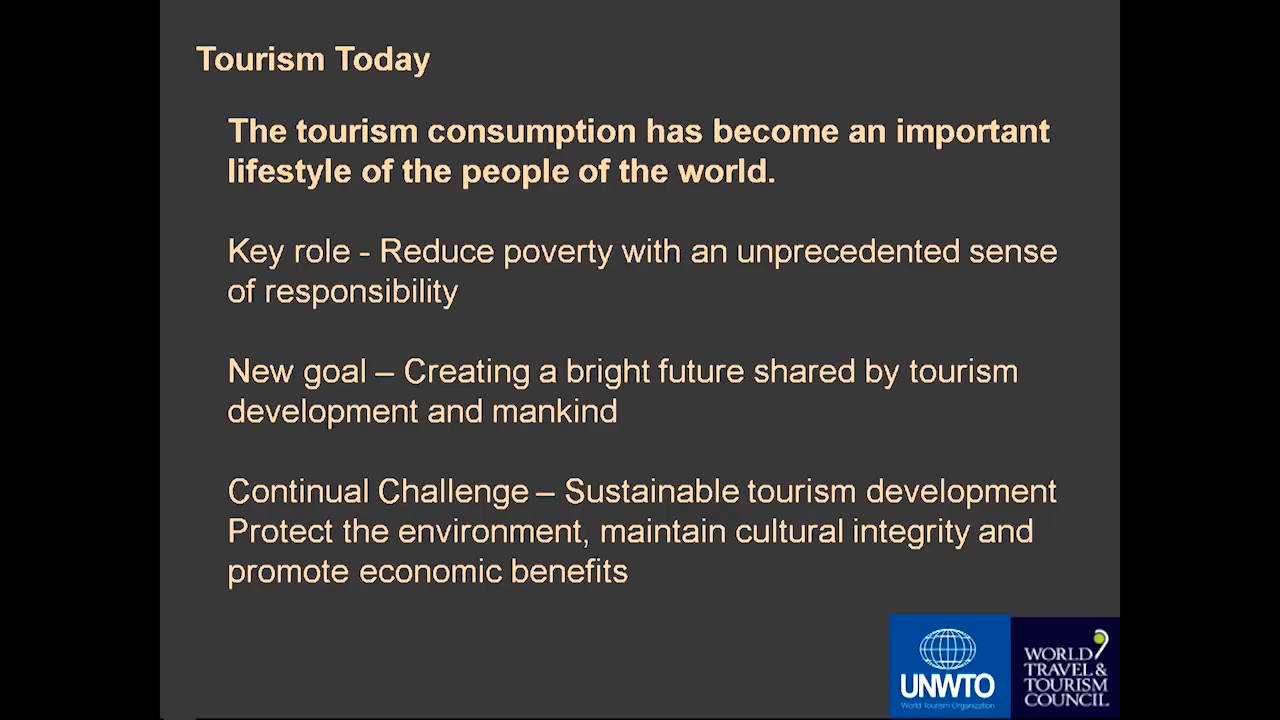 Tourism Today
The tourism consumption has become an important
lifestyle of the people of the world.
Key role - Reduce poverty with an unprecedented sense
of responsibility
New goal – Creating a bright future shared by tourism
development and mankind
Continual Challenge – Sustainable tourism development
Protect the environment, maintain cultural integrity and
promote economic benefits
UNWTO
World Tourism Organization
WORLD
TRAVEL &
TOURISM
COUNCIL